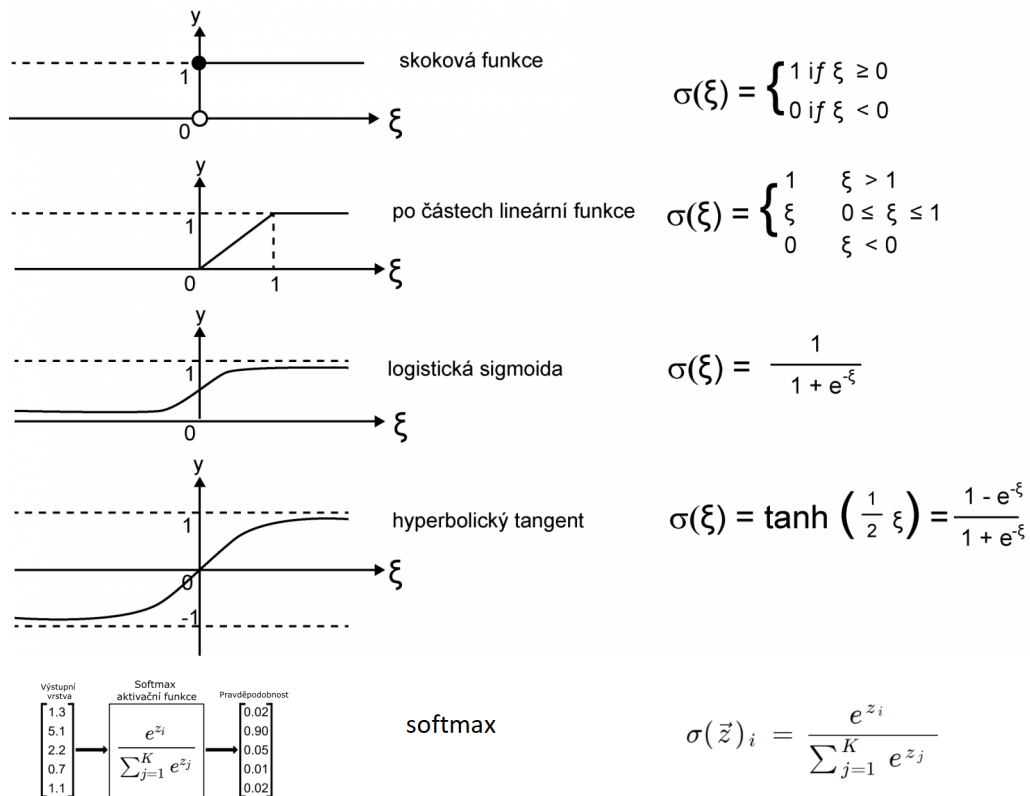 y
1
0
ξ
skoková funkce
σ(ξ) = { 1 if ξ ≥ 0
0 if ξ < 0
y
1
0
1
ξ
po částech lineární funkce
σ(ξ) = { 1 ξ > 1
ξ 0 ≤ ξ ≤ 1
0 ξ < 0
y
1
0
ξ
logistická sigmoida
σ(ξ) = 1 / 1 + e^-ξ
y
1
0
-1
ξ
hyperbolický tangent
σ(ξ) = tanh ( 1/2 ξ ) = 1 - e^-ξ / 1 + e^-ξ
Výstupní
vrstva
1.3
5.1
2.2
0.7
1.1
Softmax
aktivační funkce
e^{z_i} / ∑_{j=1}^{K} e^{z_j}
Pravděpodobnost
0.02
0.90
0.05
0.01
0.02
softmax
σ(z⃗)_i = e^{z_i} / ∑_{j=1}^{K} e^{z_j}